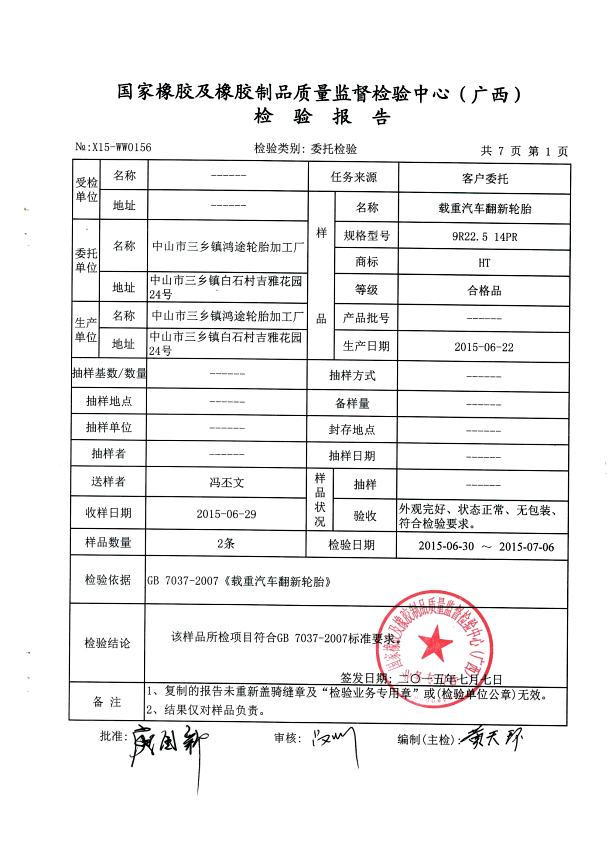 国家橡胶及橡胶制品质量监督检验中心(广西)
检 验 报 告
№:X15-WW0156 检验类别:委托检验 共 7 页 第 1 页
受检单位 名称 ------ 任务来源 客户委托
地址 ------ 样品 名称 载重汽车翻新轮胎
委托单位 名称 中山市三乡镇鸿途轮胎加工厂 规格型号 9R22.5 14PR
商标 HT
地址 中山市三乡镇白石村吉雅花园24号 等级 合格品
生产单位 名称 中山市三乡镇鸿途轮胎加工厂 产品批号 ------
地址 中山市三乡镇白石村吉雅花园24号 生产日期 2015-06-22
抽样基数/数量 ------ 抽样方式 ------
抽样地点 ------ 备样量 ------
抽样单位 ------ 封存地点 ------
抽样者 ------ 抽样日期 ------
送样者 冯丕文 样品状况 抽样 ------
收样日期 2015-06-29 验收 外观完好、状态正常、无包装、符合检验要求。
样品数量 2条 检验日期 2015-06-30 ~ 2015-07-06
检验依据 GB 7037-2007《载重汽车翻新轮胎》
检验结论 该样品所检项目符合GB 7037-2007标准要求。
国家橡胶及橡胶制品质量监督检验中心(广西)
签发日期:二〇一五年七月七日
备 注 1、复制的报告未重新盖骑缝章及“检验业务专用章”或(检验单位公章)无效。
2、结果仅对样品负责。
批准: 审核: 编制(主检): 黄天环